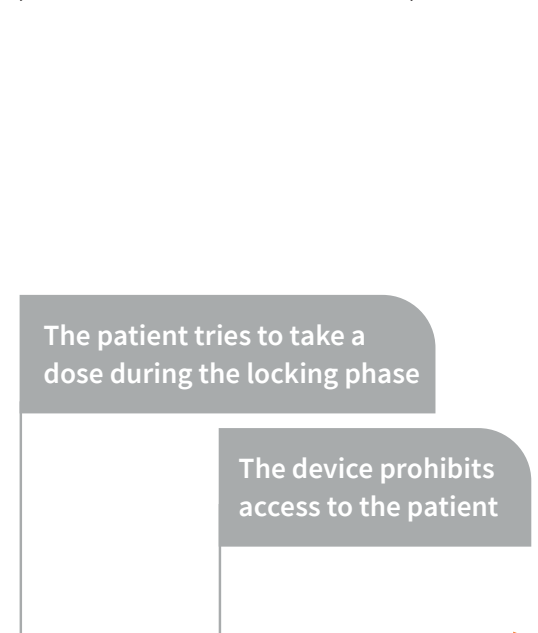 The patient tries to take a
dose during the locking phase
The device prohibits
access to the patient